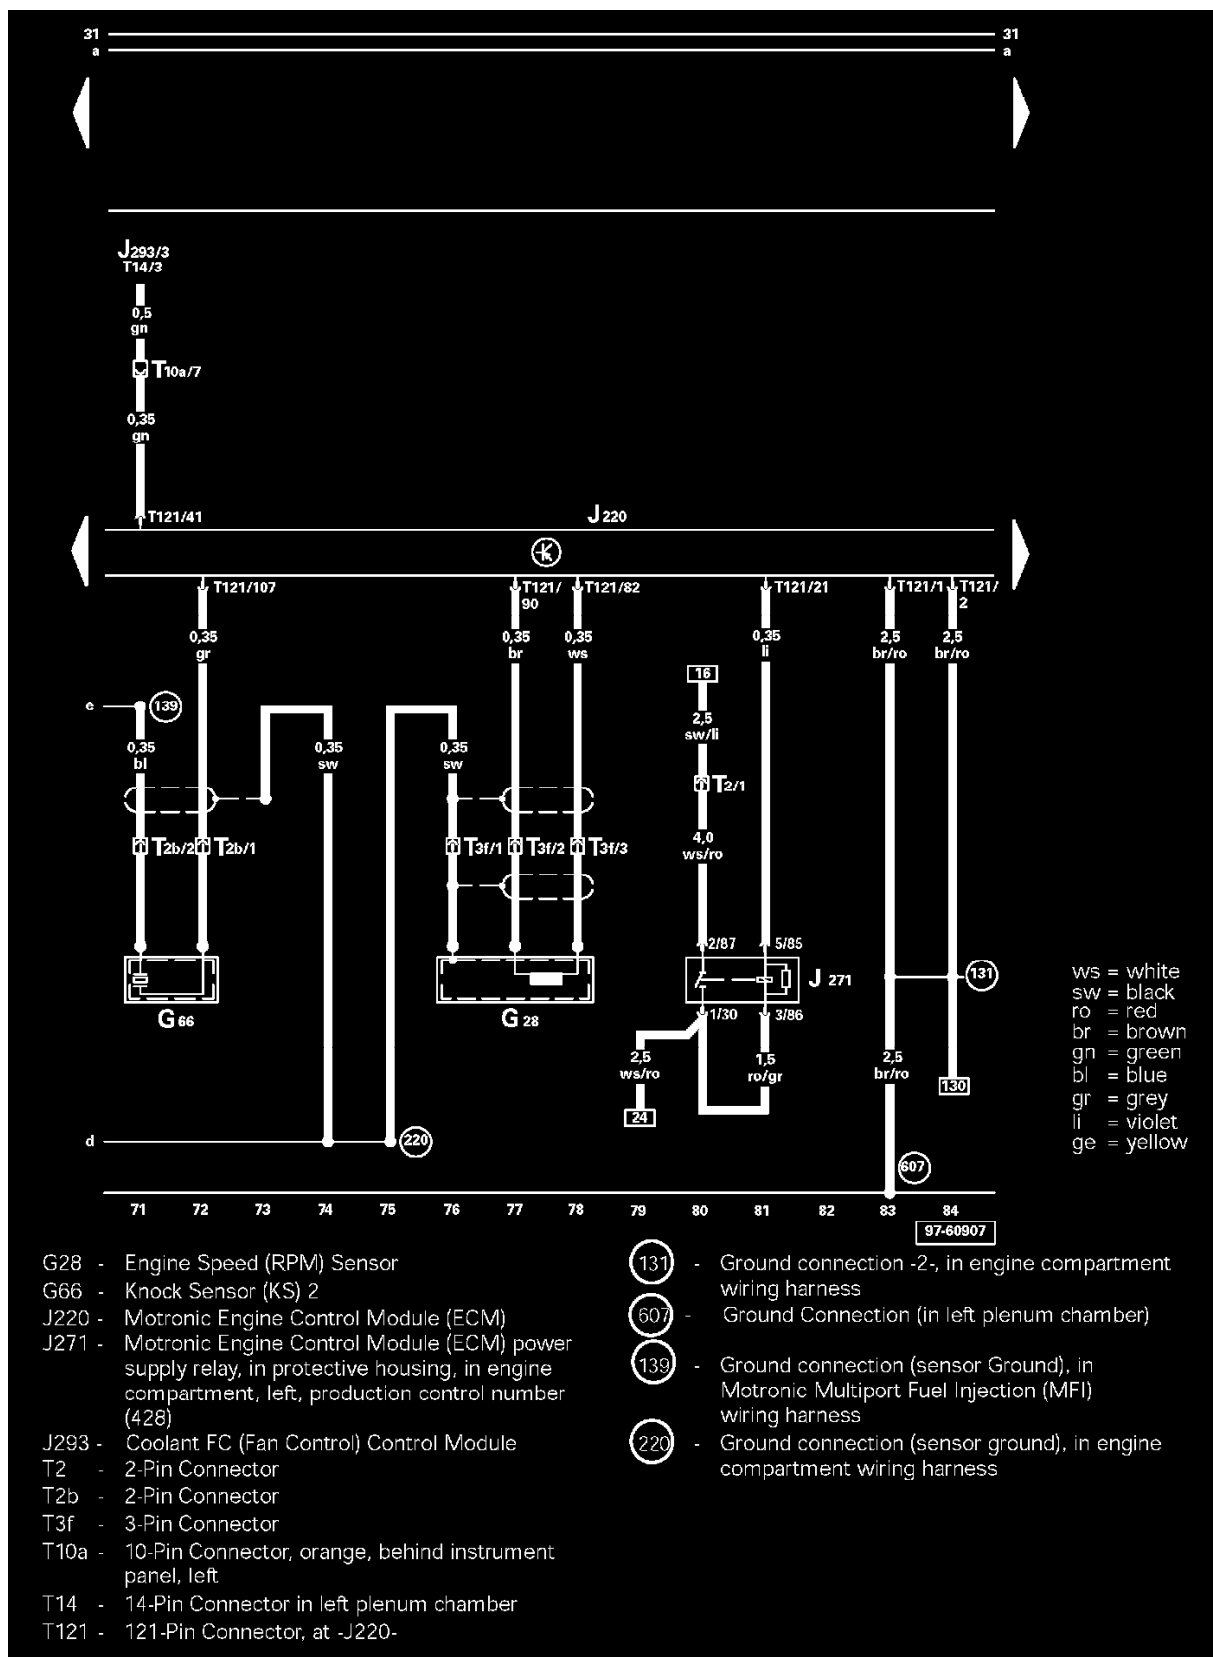 31 31
a a
J293/3
T14/3
0,5
gn
T10a/7
0,35
gn
T121/41 J220
T121/107 T121/ T121/82 T121/21 T121/1 T121/
90 2
0,35 0,35 0,35 0,35 2,5 2,5
gr br ws li br/ro br/ro
16
e 139
2,5
sw/li
0,35 0,35 0,35
bl sw sw
T2/1
4,0
ws/ro
T2b/2 T2b/1 T3f/1 T3f/2 T3f/3
2/87 5/85
J271 131
G66 G28
1/30 3/86
2,5 1,5 2,5
ws/ro ro/gr br/ro
130
24
d 220
607
ws = white
sw = black
ro = red
br = brown
gn = green
bl = blue
gr = grey
li = violet
ge = yellow
71 72 73 74 75 76 77 78 79 80 81 82 83 84
97-60907
G28 - Engine Speed (RPM) Sensor
G66 - Knock Sensor (KS) 2
J220 - Motronic Engine Control Module (ECM)
J271 - Motronic Engine Control Module (ECM) power
supply relay, in protective housing, in engine
compartment, left, production control number
(428)
J293 - Coolant FC (Fan Control) Control Module
T2 - 2-Pin Connector
T2b - 2-Pin Connector
T3f - 3-Pin Connector
T10a - 10-Pin Connector, orange, behind instrument
panel, left
T14 - 14-Pin Connector in left plenum chamber
T121 - 121-Pin Connector, at -J220-
131 - Ground connection -2-, in engine compartment
wiring harness
607 - Ground Connection (in left plenum chamber)
139 - Ground connection (sensor Ground), in
Motronic Multiport Fuel Injection (MFI)
wiring harness
220 - Ground connection (sensor ground), in engine
compartment wiring harness